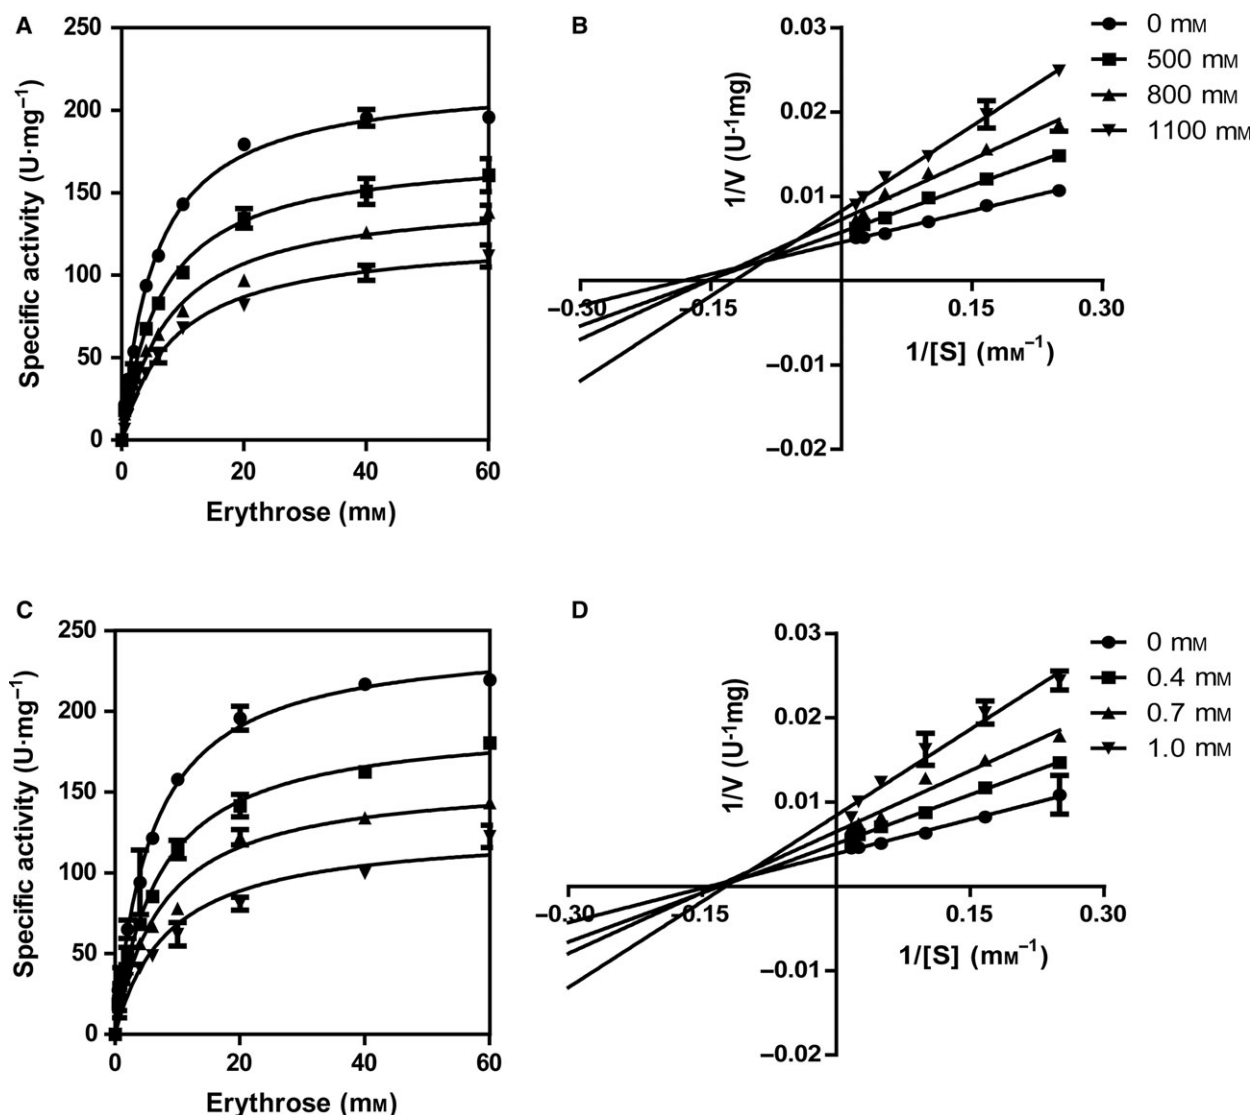 A
250
200
150
100
50
0
Specific activity (U·mg⁻¹)
0 20 40 60
Erythrose (mM)
B
0.03
0.02
0.01
−0.01
−0.02
1/V (U⁻¹mg)
−0.30 −0.15 0.15 0.30
1/[S] (mM⁻¹)
0 mM
500 mM
800 mM
1100 mM
C
250
200
150
100
50
0
Specific activity (U·mg⁻¹)
0 20 40 60
Erythrose (mM)
D
0.03
0.02
0.01
−0.01
−0.02
1/V (U⁻¹mg)
−0.30 −0.15 0.15 0.30
1/[S] (mM⁻¹)
0 mM
0.4 mM
0.7 mM
1.0 mM